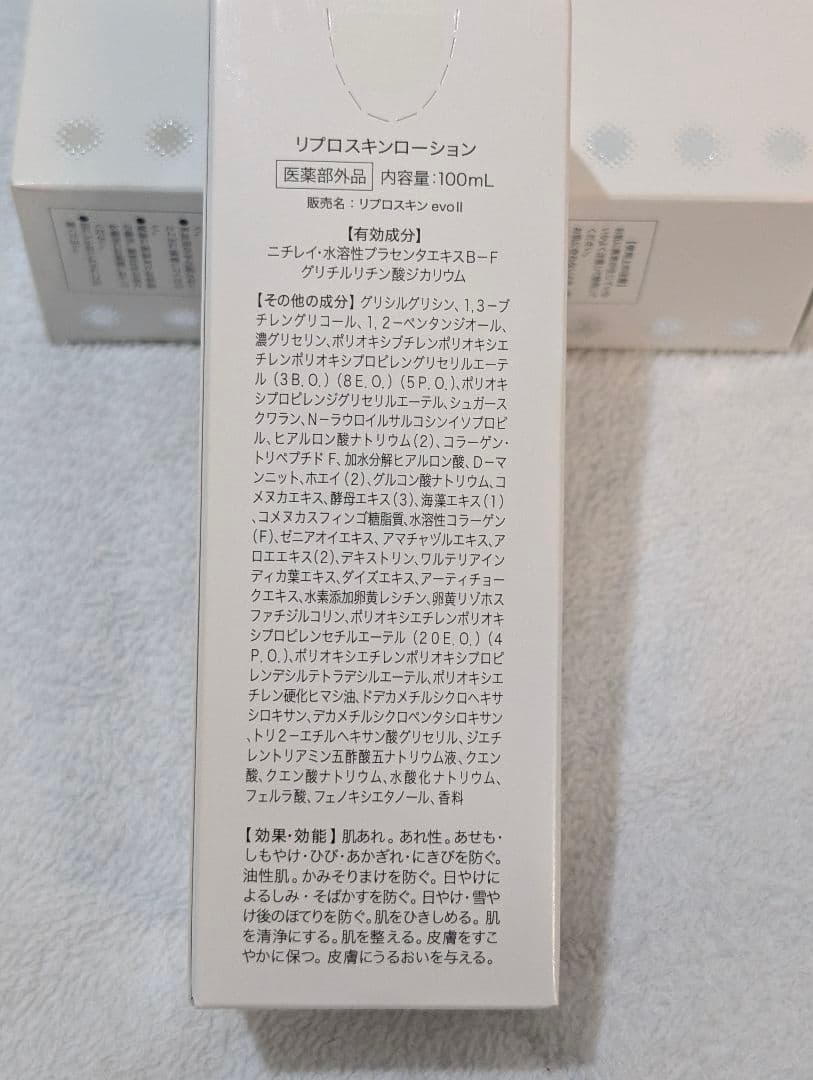 リプロスキンローション
医薬部外品 内容量:100mL
販売名:リプロスキン evoⅡ
【有効成分】
ニチレイ・水溶性プラセンタエキスB−F
グリチルリチン酸ジカリウム
【その他の成分】グリシルグリシン、1,3−ブ
チレングリコール、1,2−ペンタンジオール、
濃グリセリン、ポリオキシブチレンポリオキシエ
チレンポリオキシプロピレングリセリルエーテ
ル(3B.O.)(8E.O.)(5P.O.)、ポリオキ
シプロピレンジグリセリルエーテル、シュガース
クワラン、N−ラウロイルサルコシンイソプロピ
ル、ヒアルロン酸ナトリウム(2)、コラーゲン・
トリペプチド F、加水分解ヒアルロン酸、D−マ
ンニット、ホエイ(2)、グルコン酸ナトリウム、コ
メヌカエキス、酵母エキス(3)、海藻エキス(1)
、コメヌカスフィンゴ糖脂質、水溶性コラーゲン
(F)、ゼニアオイエキス、アマチャヅルエキス、ア
ロエエキス(2)、デキストリン、ワルテリアイン
ディカ葉エキス、ダイズエキス、アーティチョー
クエキス、水素添加卵黄レシチン、卵黄リゾホス
ファチジルコリン、ポリオキシエチレンポリオキ
シプロピレンセチルエーテル(20E.O.)(4
P.O.)、ポリオキシエチレンポリオキシプロピ
レンデシルテトラデシルエーテル、ポリオキシエ
チレン硬化ヒマシ油、ドデカメチルシクロヘキサ
シロキサン、デカメチルシクロペンタシロキサン
、トリ2−エチルヘキサン酸グリセリル、ジエチ
レントリアミン五酢酸五ナトリウム液、クエン
酸、クエン酸ナトリウム、水酸化ナトリウム、
フェルラ酸、フェノキシエタノール、香料
【効果・効能】肌あれ。あれ性。あせも・
しもやけ・ひび・あかぎれ・にきびを防ぐ。
油性肌。かみそりまけを防ぐ。日やけに
よるしみ・そばかすを防ぐ。日やけ・雪や
け後のほてりを防ぐ。肌をひきしめる。肌
を清浄にする。肌を整える。皮膚をすこ
やかに保つ。皮膚にうるおいを与える。